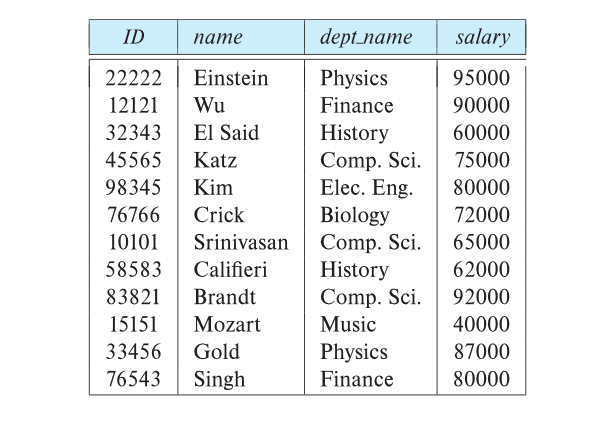 ID name dept_name salary
22222 Einstein Physics 95000
12121 Wu Finance 90000
32343 El Said History 60000
45565 Katz Comp. Sci. 75000
98345 Kim Elec. Eng. 80000
76766 Crick Biology 72000
10101 Srinivasan Comp. Sci. 65000
58583 Califieri History 62000
83821 Brandt Comp. Sci. 92000
15151 Mozart Music 40000
33456 Gold Physics 87000
76543 Singh Finance 80000